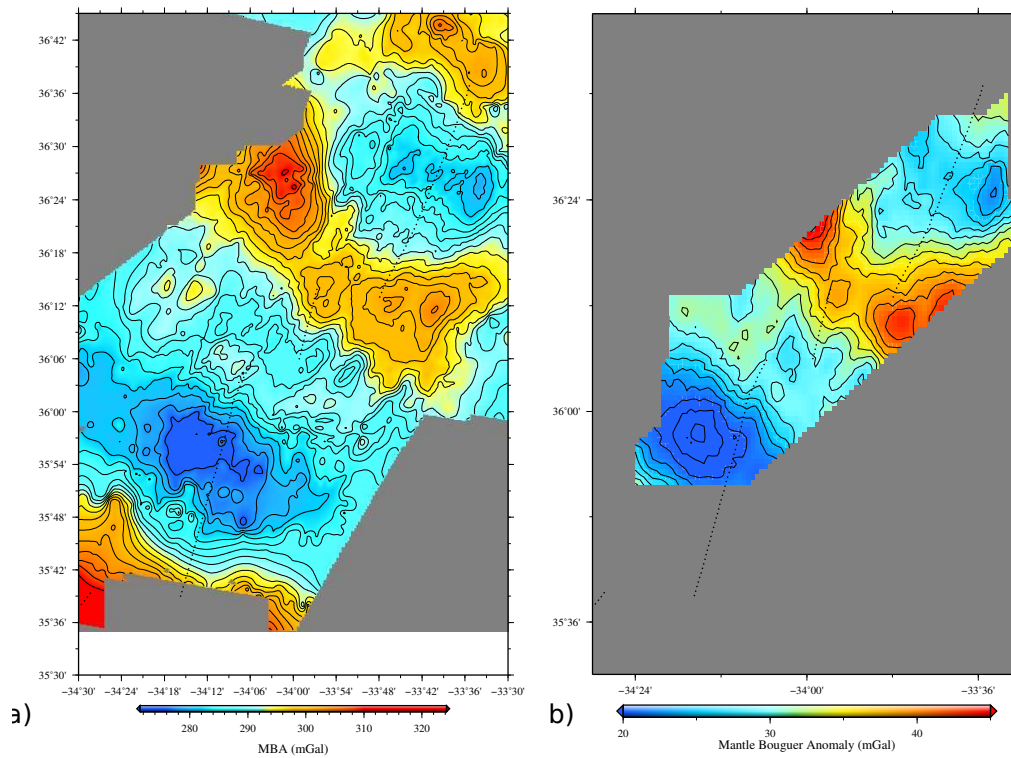 36˚42'
36˚36'
36˚30'
36˚24'
36˚18'
36˚12'
36˚06'
36˚00'
35˚54'
35˚48'
35˚42'
35˚36'
35˚30'
−34˚30' −34˚24' −34˚18' −34˚12' −34˚06' −34˚00' −33˚54' −33˚48' −33˚42' −33˚36' −33˚30'
a)
280 290 300 310 320
MBA (mGal)
36˚24'
36˚00'
35˚36'
−34˚24' −34˚00' −33˚36'
b)
20 30 40
Mantle Bouguer Anomaly (mGal)